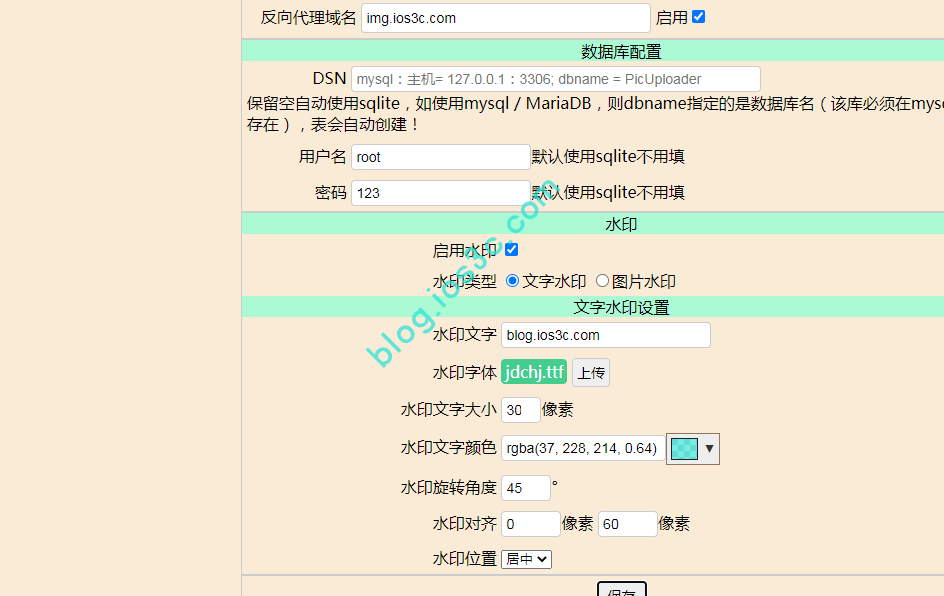 反向代理域名 img.ios3c.com 启用
数据库配置
DSN mysql：主机= 127.0.0.1：3306; dbname = PicUploader
保留空自动使用sqlite，如使用mysql / MariaDB，则dbname指定的是数据库名（该库必须在mys
存在），表会自动创建！
用户名 root 默认使用sqlite不用填
密码 123 默认使用sqlite不用填
水印
启用水印
水印类型 文字水印 图片水印
文字水印设置
水印文字 blog.ios3c.com
水印字体 jdchj.ttf 上传
水印文字大小 30 像素
水印文字颜色 rgba(37, 228, 214, 0.64) ▼
水印旋转角度 45 °
水印对齐 0 像素 60 像素
水印位置 居中
保存
blog.ios3c.com